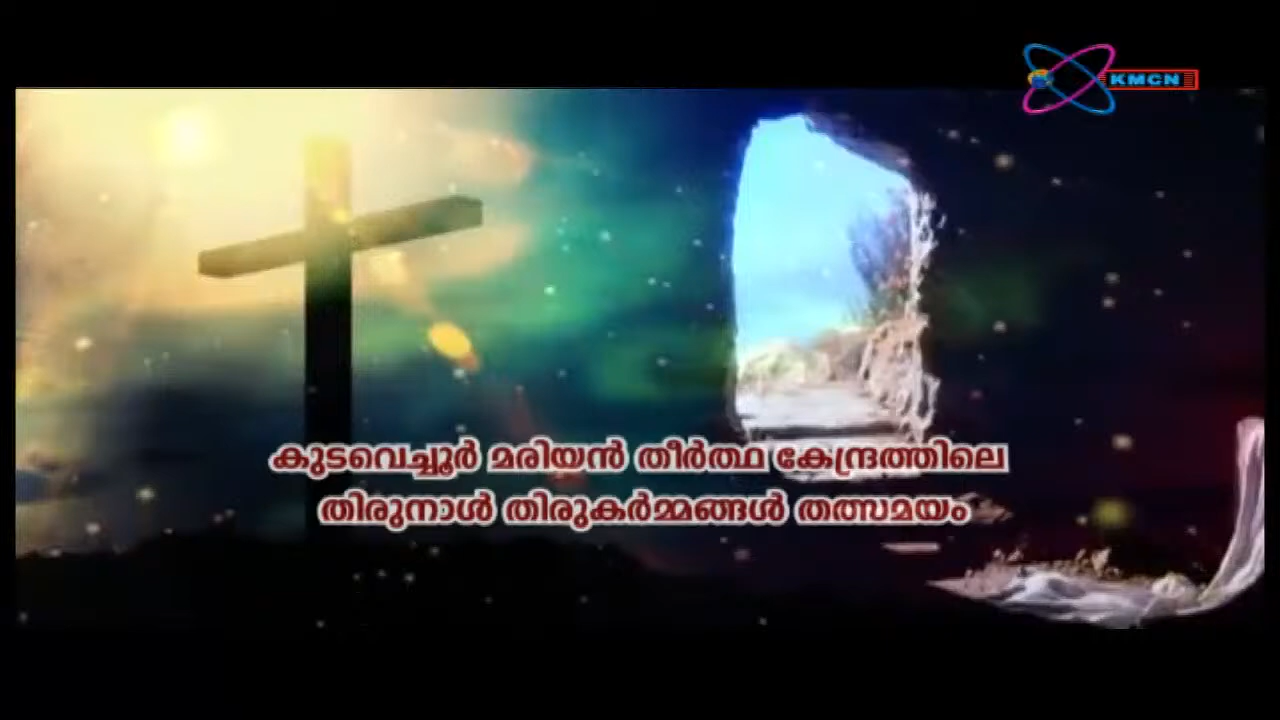 KMCN
കുടവെച്ചൂർ മരിയൻ തീർത്ഥ കേന്ദ്രത്തിലെ
തിരുനാൾ തിരുകർമ്മങ്ങൾ തത്സമയം